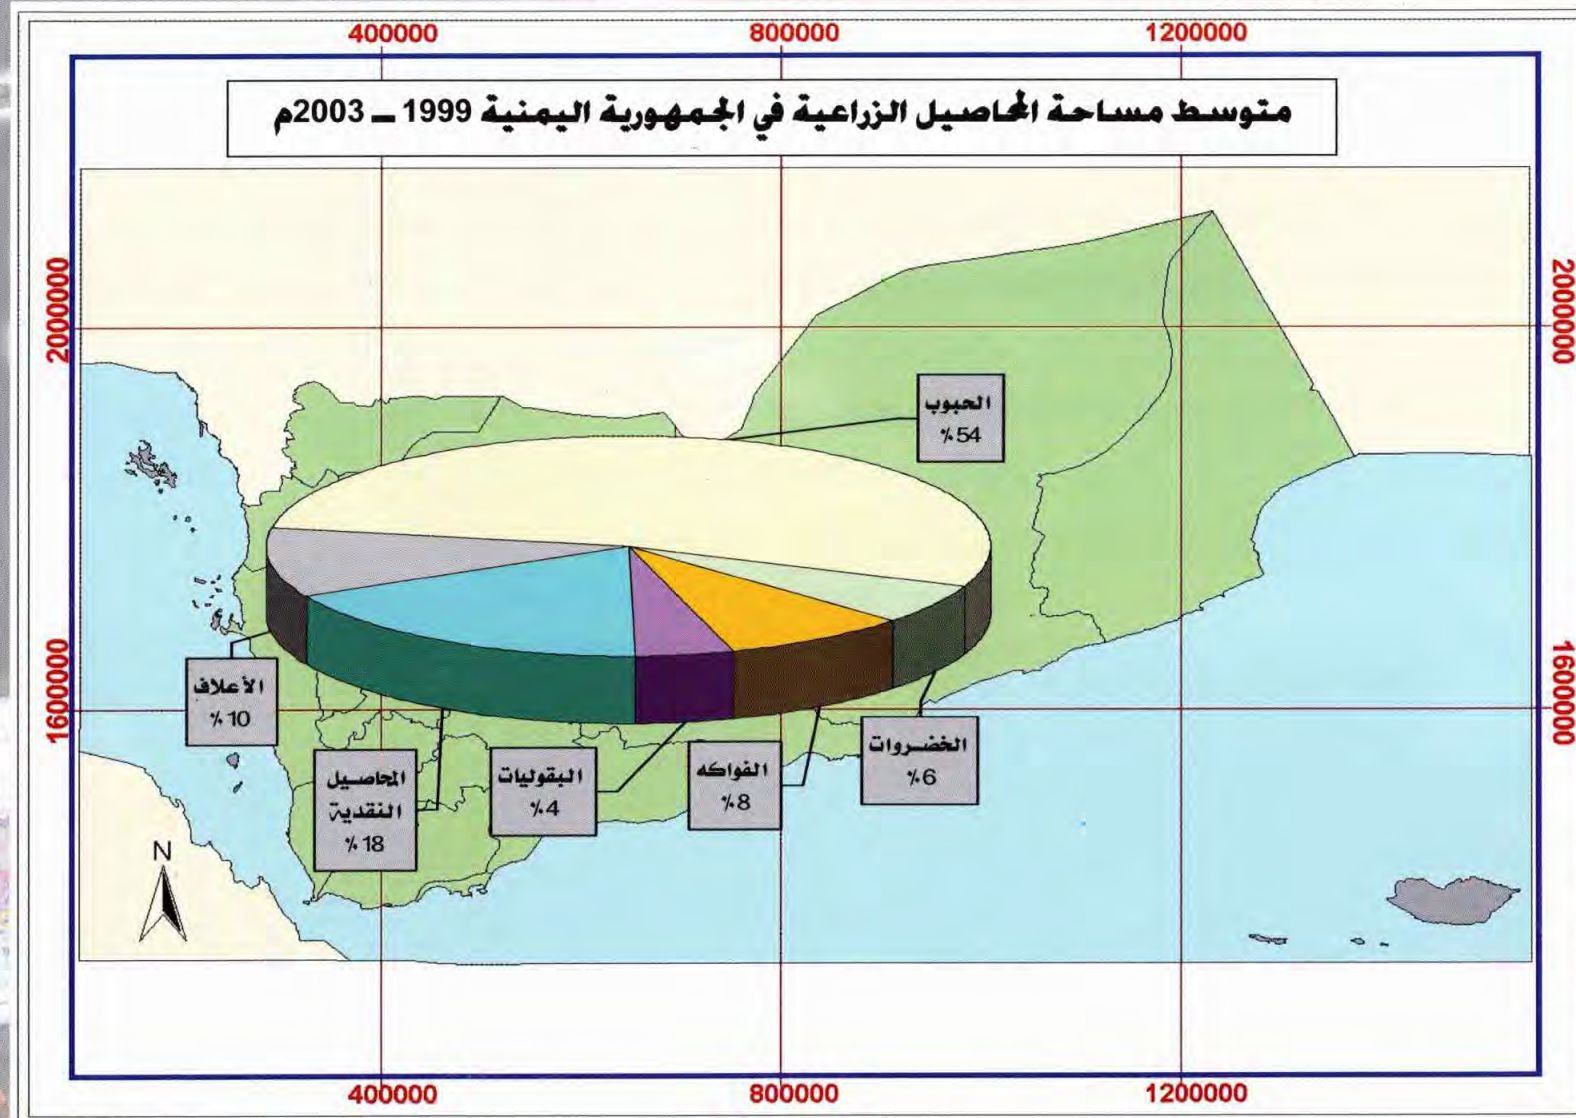 400000 800000 1200000
متوسط مساحة المحاصيل الزراعية في الجمهورية اليمنية 1999 – 2003م
2000000
2000000
الحبوب
%54
1600000
1600000
الأعلاف
%10
المحاصيل
النقدية
%18
البقوليات
%4
الفواكه
%8
الخضروات
%6
N
400000 800000 1200000